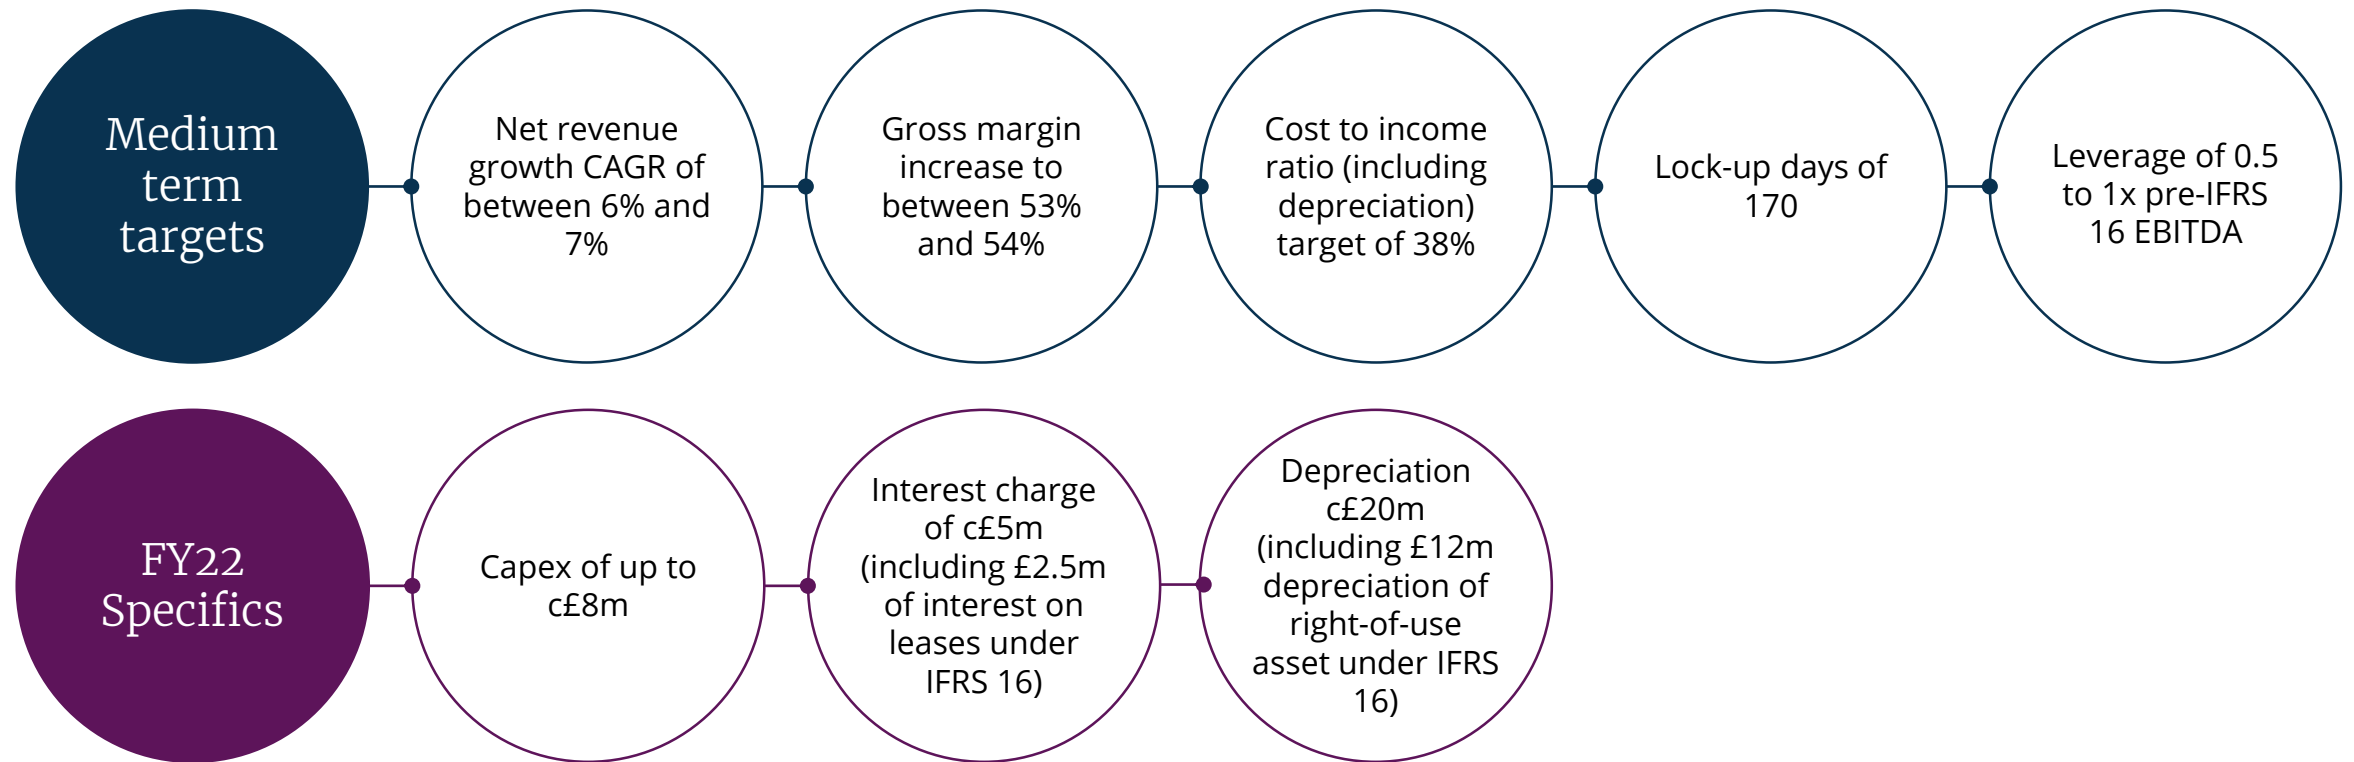 Medium
term
targets
Net revenue
growth CAGR of
between 6% and
7%
Gross margin
increase to
between 53%
and 54%
Cost to income
ratio (including
depreciation)
target of 38%
Lock-up days of
170
Leverage of 0.5
to 1x pre-IFRS
16 EBITDA
FY22
Specifics
Capex of up to
c£8m
Interest charge
of c£5m
(including £2.5m
of interest on
leases under
IFRS 16)
Depreciation
c£20m
(including £12m
depreciation of
right-of-use
asset under IFRS
16)